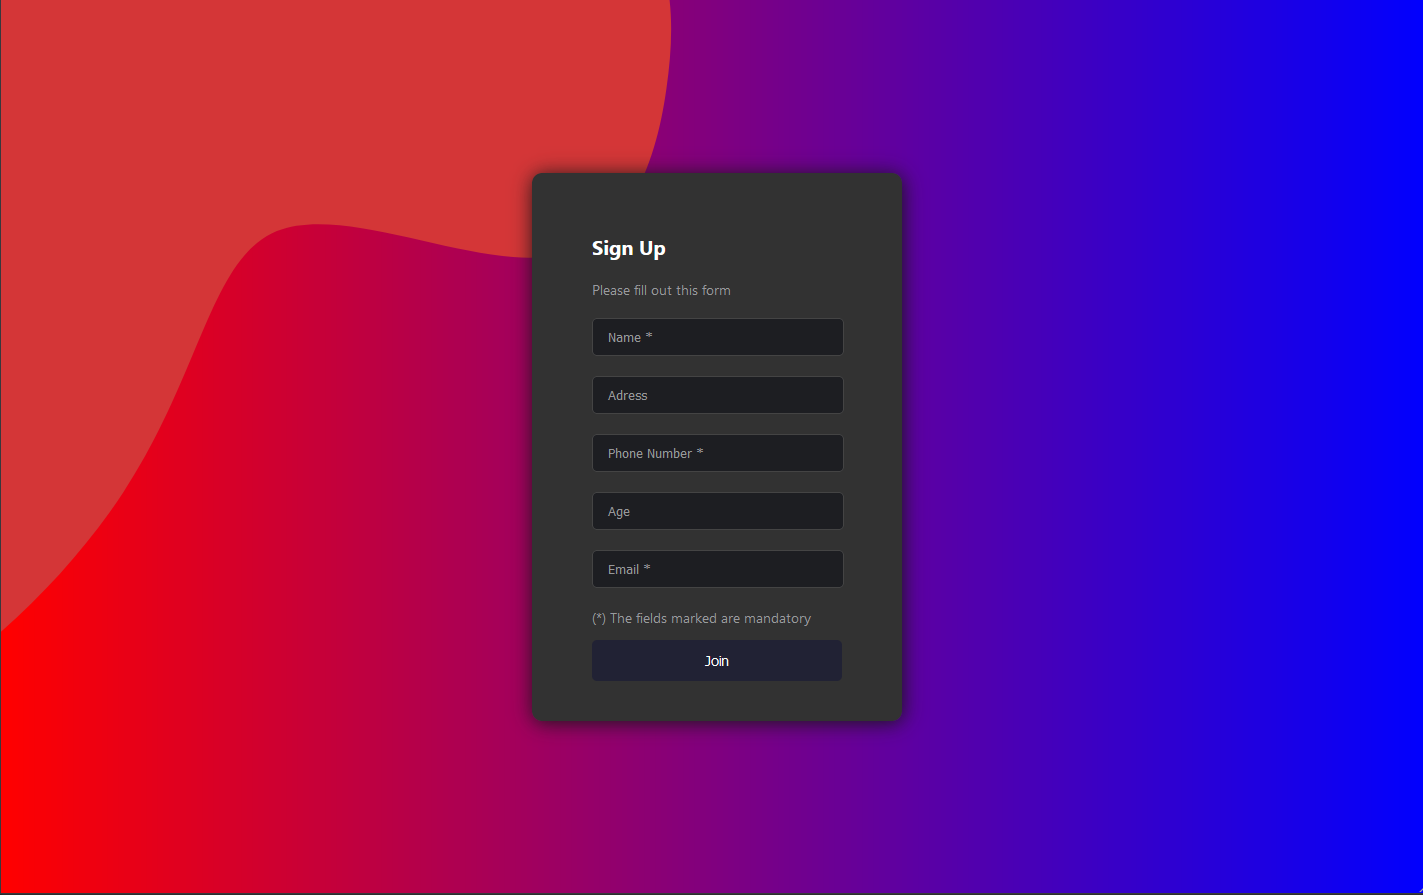 Sign Up
Please fill out this form
Name *
Adress
Phone Number *
Age
Email *
(*) The fields marked are mandatory
Join